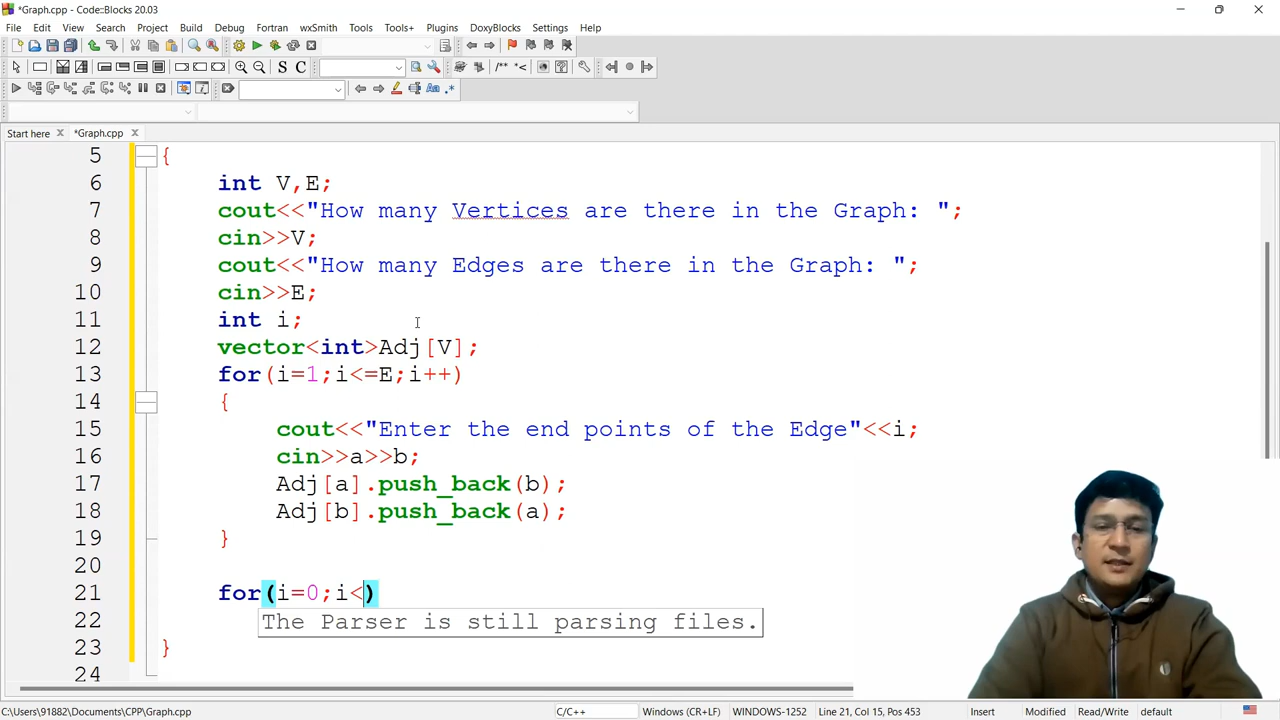 *Graph.cpp - Code::Blocks 20.03
File Edit View Search Project Build Debug Fortran wxSmith Tools Tools+ Plugins DoxyBlocks Settings Help
S C /** *< Aa .*
Start here *Graph.cpp
5 {
6 int V,E;
7 cout<<"How many Vertices are there in the Graph: ";
8 cin>>V;
9 cout<<"How many Edges are there in the Graph: ";
10 cin>>E;
11 int i;
12 vector<int>Adj[V];
13 for(i=1;i<=E;i++)
14 {
15 cout<<"Enter the end points of the Edge"<<i;
16 cin>>a>>b;
17 Adj[a].push_back(b);
18 Adj[b].push_back(a);
19 }
20
21 for(i=0;i<)
22 The Parser is still parsing files.
23 }
24
C:\Users\91882\Documents\CPP\Graph.cpp C/C++ Windows (CR+LF) WINDOWS-1252 Line 21, Col 15, Pos 453 Insert Modified Read/Write default